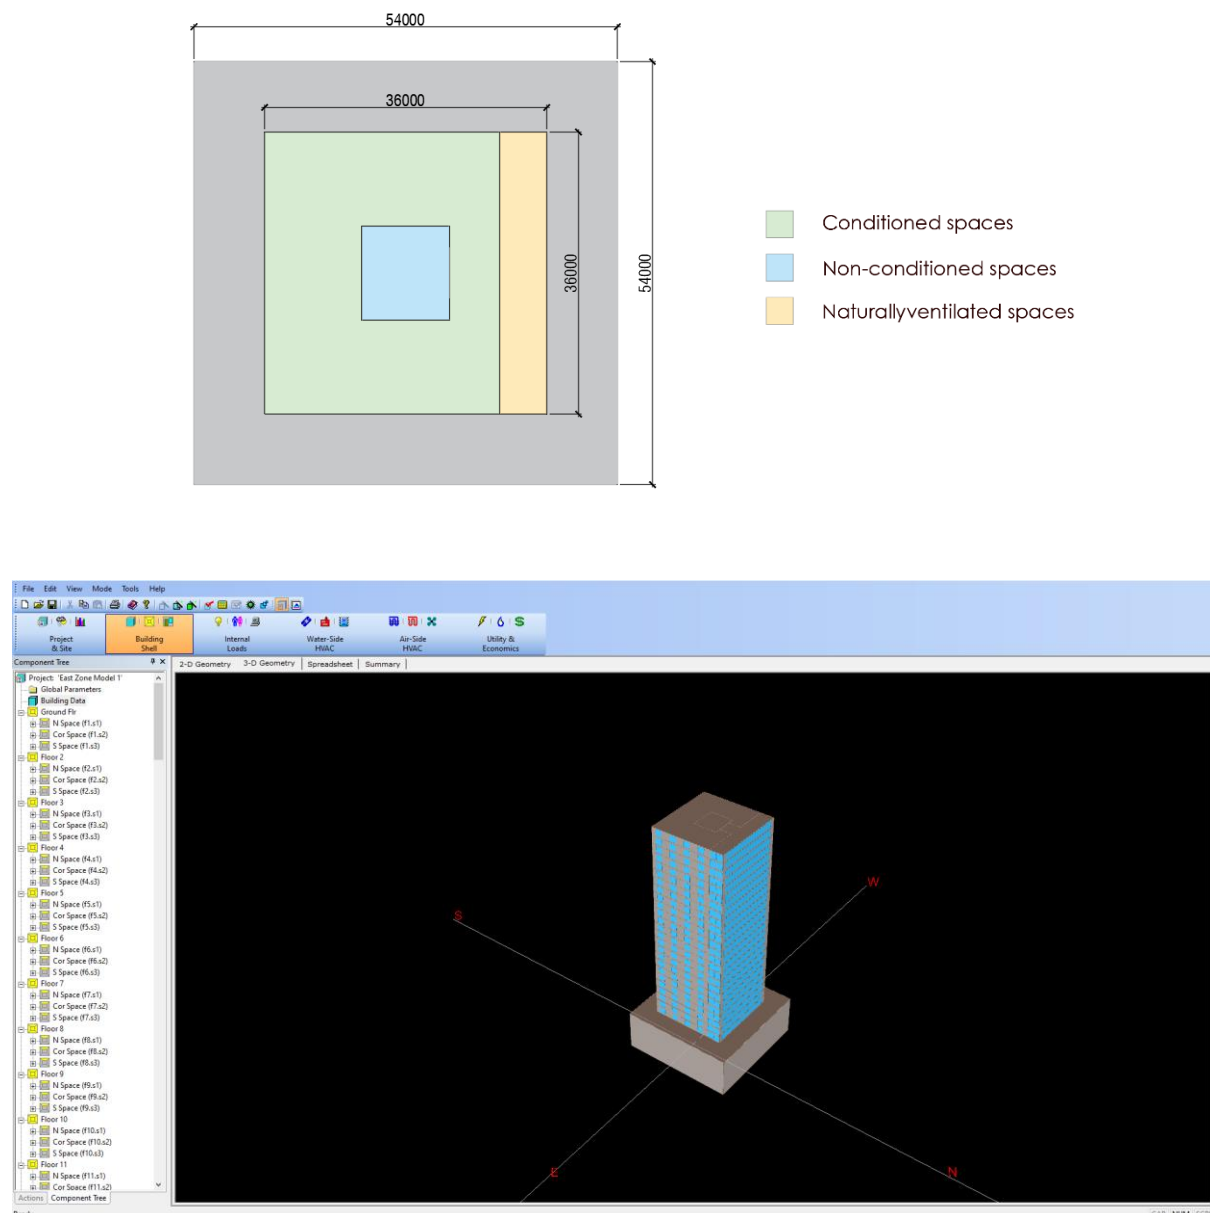 54000
36000
36000
54000
Conditioned spaces
Non-conditioned spaces
Naturallyventilated spaces
File Edit View Mode Tools Help
Project & Site
Building Shell
Internal Loads
Water-Side HVAC
Air-Side HVAC
Utility & Economics
Component Tree
2-D Geometry 3-D Geometry Spreadsheet Summary
Project: 'East Zone Model 1'
Global Parameters
Building Data
Ground Flr
N Space (f1.s1)
Cor Space (f1.s2)
S Space (f1.s3)
Floor 2
N Space (f2.s1)
Cor Space (f2.s2)
S Space (f2.s3)
Floor 3
N Space (f3.s1)
Cor Space (f3.s2)
S Space (f3.s3)
Floor 4
N Space (f4.s1)
Cor Space (f4.s2)
S Space (f4.s3)
Floor 5
N Space (f5.s1)
Cor Space (f5.s2)
S Space (f5.s3)
Floor 6
N Space (f6.s1)
Cor Space (f6.s2)
S Space (f6.s3)
Floor 7
N Space (f7.s1)
Cor Space (f7.s2)
S Space (f7.s3)
Floor 8
N Space (f8.s1)
Cor Space (f8.s2)
S Space (f8.s3)
Floor 9
N Space (f9.s1)
Cor Space (f9.s2)
S Space (f9.s3)
Floor 10
N Space (f10.s1)
Cor Space (f10.s2)
S Space (f10.s3)
Floor 11
N Space (f11.s1)
Cor Space (f11.s2)
Actions Component Tree
S
W
E
N